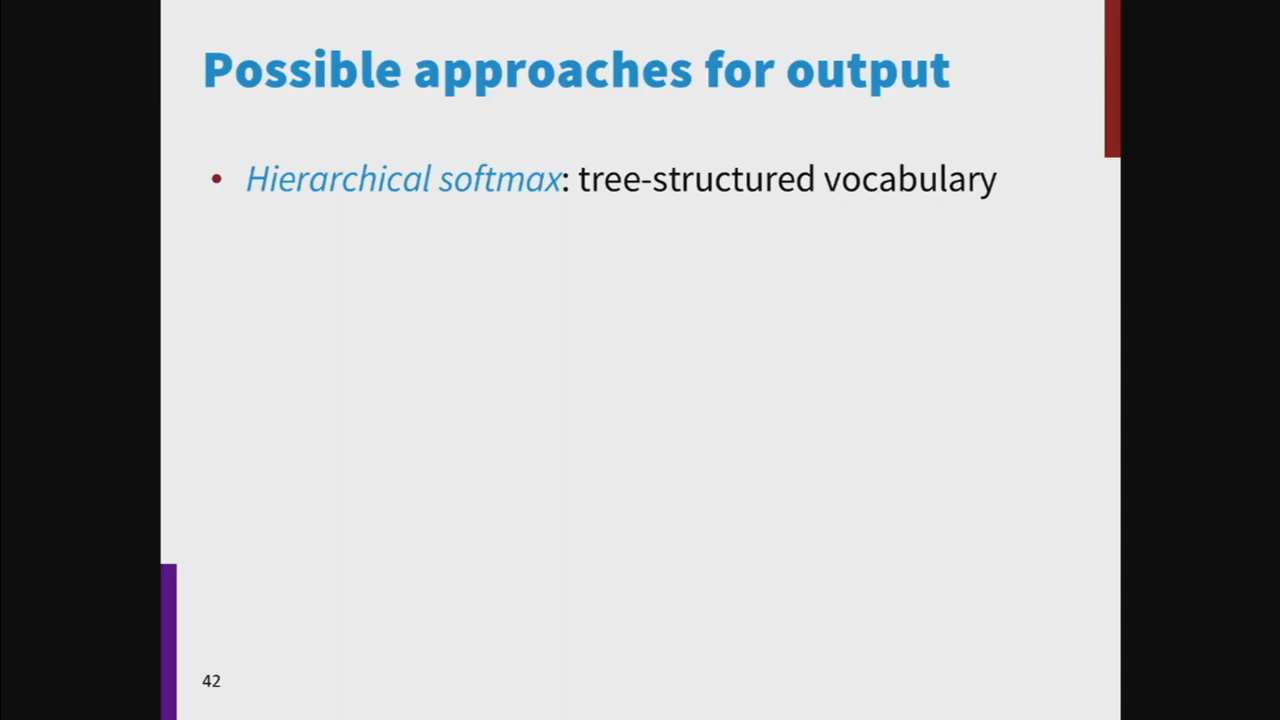 Possible approaches for output
• Hierarchical softmax: tree-structured vocabulary
42